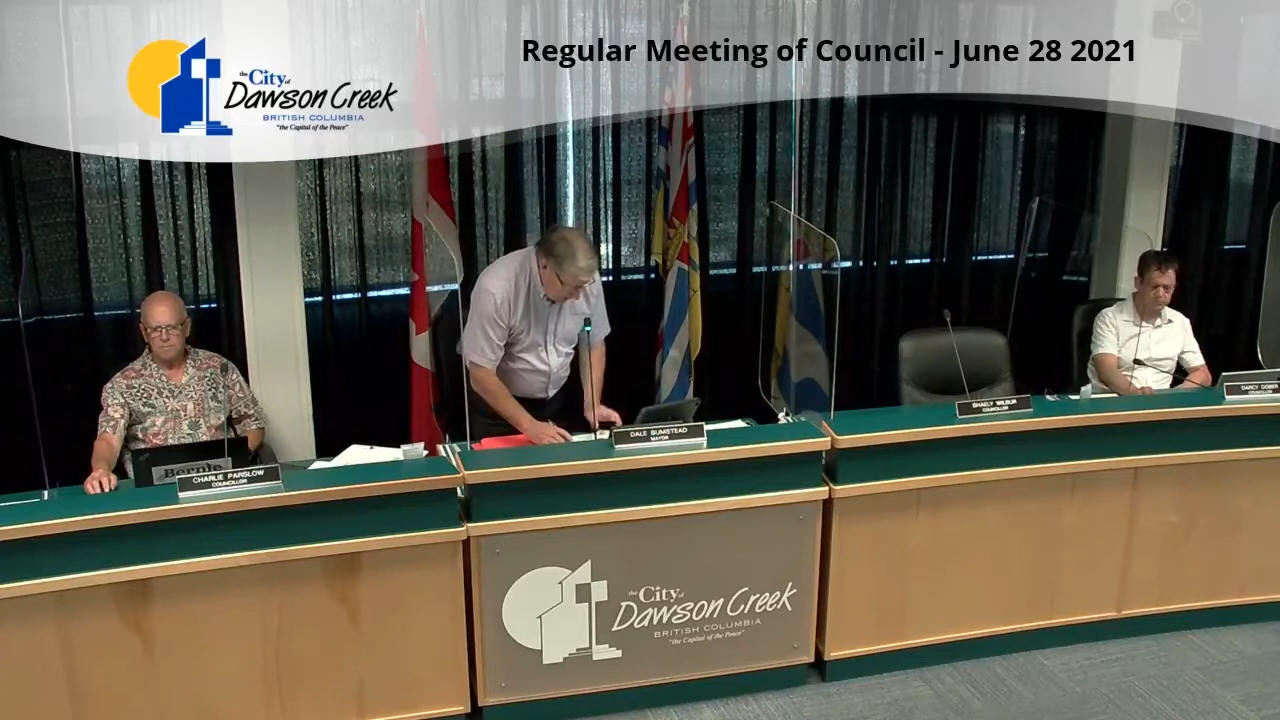 Regular Meeting of Council - June 28 2021
the City of
Dawson Creek
BRITISH COLUMBIA
"the Capital of the Peace"
Bernie
CHARLIE PARSLOW
COUNCILLOR
DALE BUMSTEAD
MAYOR
SHAELY WILBUR
COUNCILLOR
DARCY DOBER
COUNCILLOR
the City of
Dawson Creek
BRITISH COLUMBIA
"the Capital of the Peace"